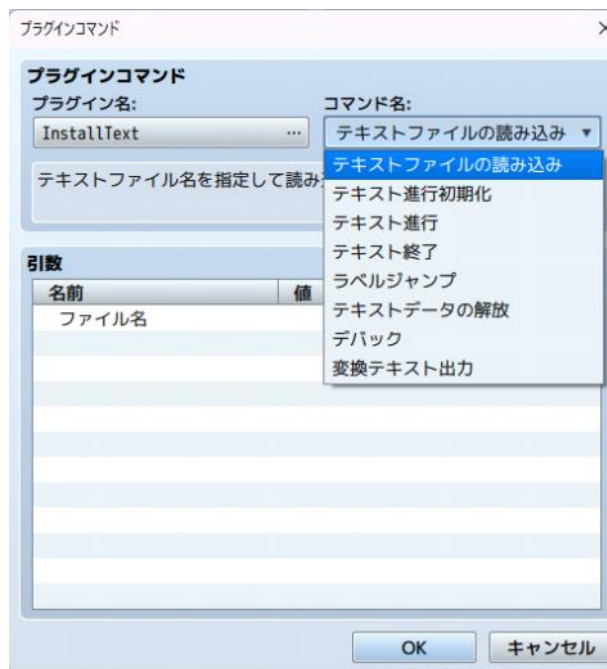 プラグインコマンド
プラグインコマンド
プラグイン名:
コマンド名:
InstallText ...
テキストファイルの読み込み
テキストファイル名を指定して読み
テキストファイルの読み込み
テキスト進行初期化
テキスト進行
テキスト終了
ラベルジャンプ
テキストデータの解放
デバック
変換テキスト出力
引数
名前
値
ファイル名
OK
キャンセル